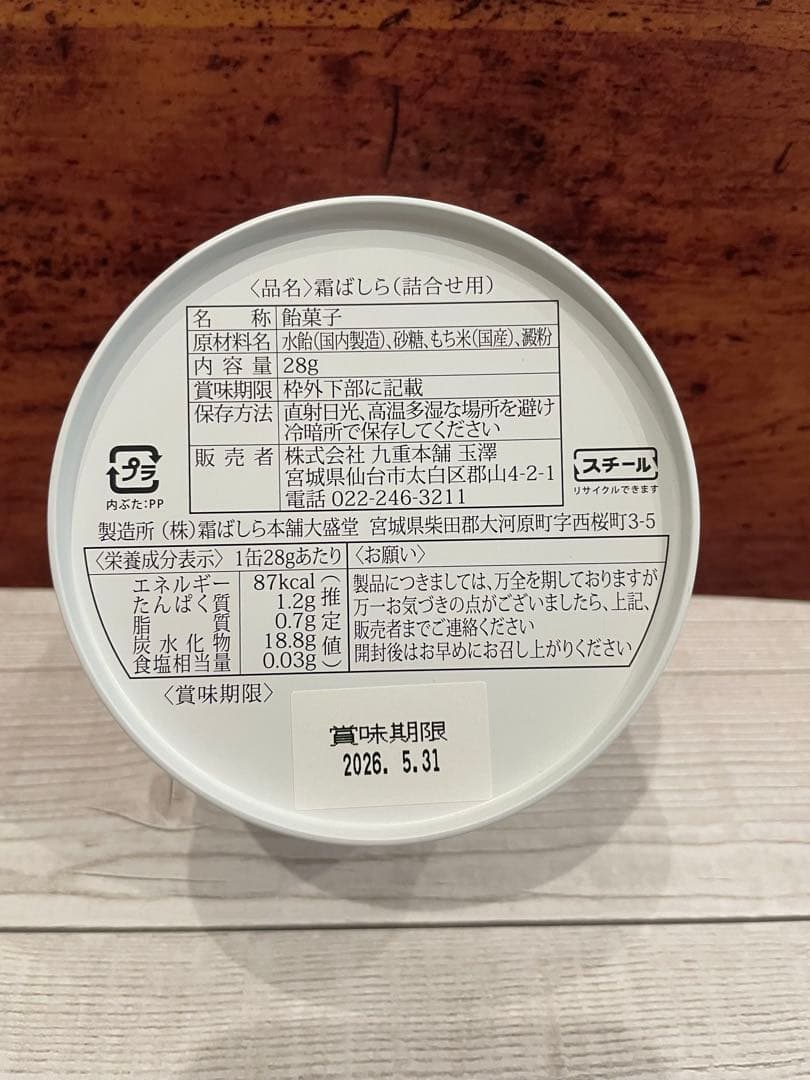 〈品名〉霜ばしら(詰合せ用)
名称 飴菓子
原材料名 水飴(国内製造)、砂糖、もち米(国産)、澱粉
内容量 28g
賞味期限 枠外下部に記載
保存方法 直射日光、高温多湿な場所を避け
冷暗所で保存してください
販売者 株式会社 九重本舗 玉澤
宮城県仙台市太白区郡山4-2-1
電話 022-246-3211
プラ
内ぶた:PP
スチール
リサイクルできます
製造所 (株)霜ばしら本舗大盛堂 宮城県柴田郡大河原町字西桜町3-5
〈栄養成分表示〉1缶28gあたり
エネルギー 87kcal
たんぱく質 1.2g
脂質 0.7g
炭水化物 18.8g
食塩相当量 0.03g
(推定値)
〈お願い〉
製品につきましては、万全を期しておりますが
万一お気づきの点がございましたら、上記、
販売者までご連絡ください
開封後はお早めにお召し上がりください
〈賞味期限〉
賞味期限
2026. 5.31